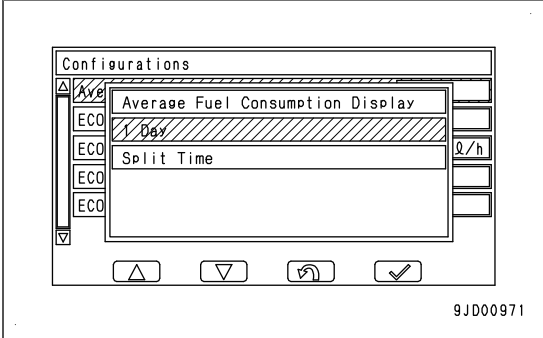 Configurations
Ave
Average Fuel Consumption Display
ECO
1 Day
ECO
Split Time
ℓ/h
ECO
ECO
9JD00971